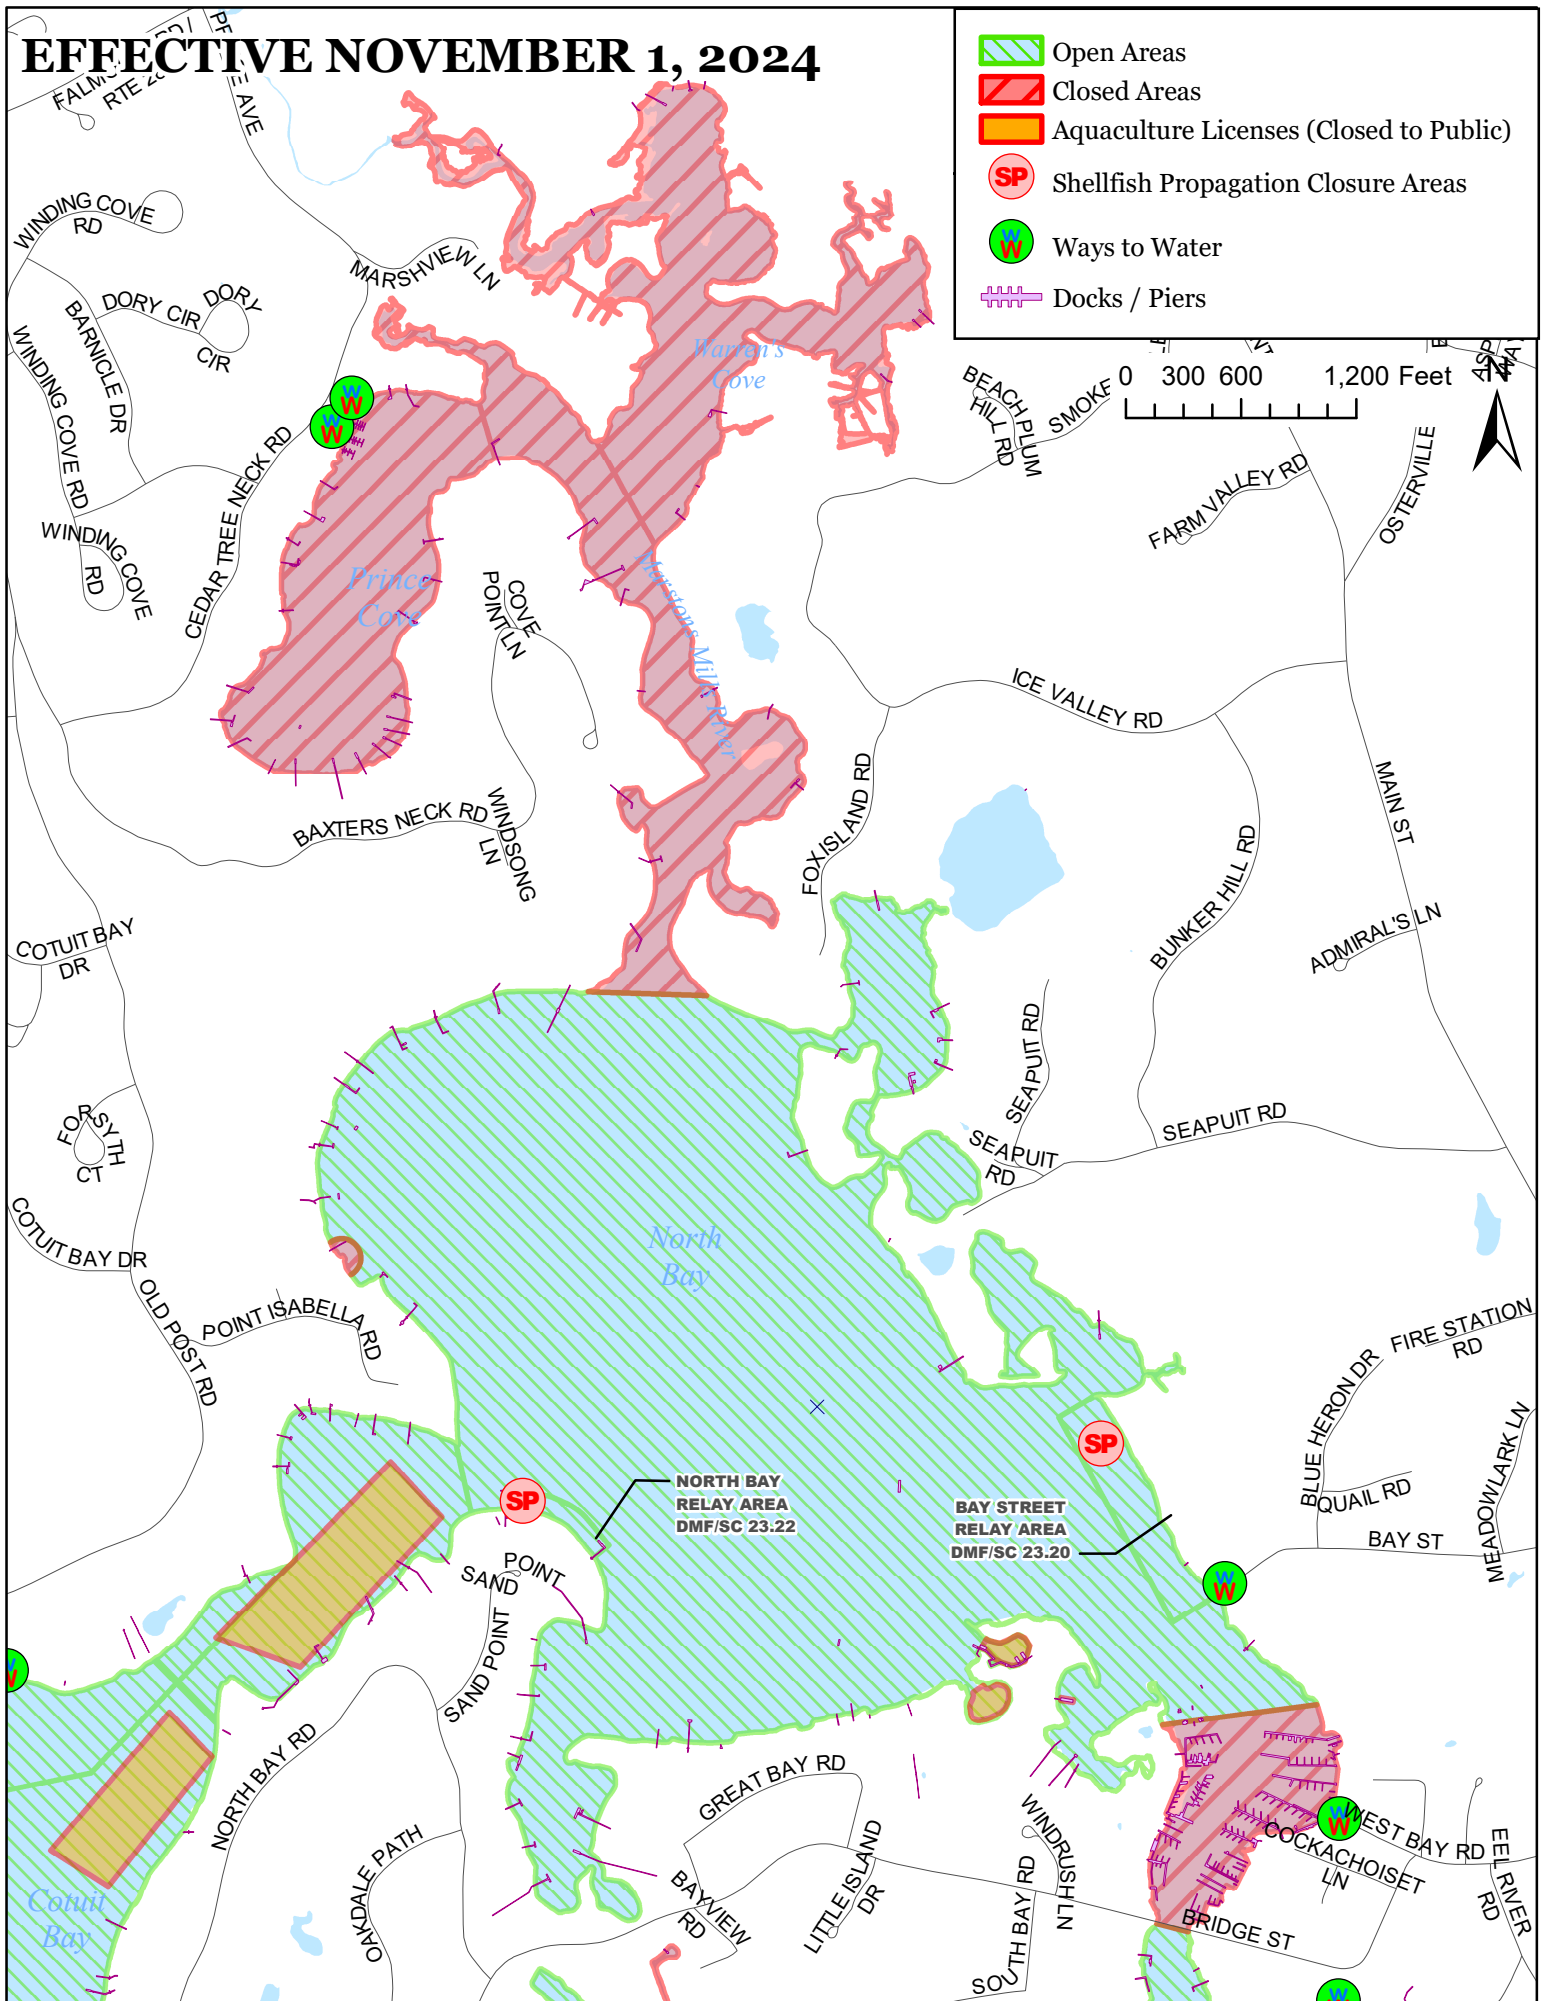 EFFECTIVE NOVEMBER 1, 2024
Open Areas
Closed Areas
Aquaculture Licenses (Closed to Public)
SP
Shellfish Propagation Closure Areas
W
W
Ways to Water
Docks / Piers
0 300 600 1,200 Feet
N
RTE
AVE
WINDING COVE
RD
MARSHVIEW LN
DORY CIR
DORY
CIR
BARNICLE DR
WINDING COVE RD
WINDING COVE
RD
CEDAR TREE NECK RD
W
W
W
W
Warren's
Cove
BEACHPLUM
HILL RD
SMOKE
FARM VALLEY RD
OSTERVILLE
Prince
Cove
COVE
POINT LN
Marstons Mills River
ICE VALLEY RD
FOX ISLAND RD
MAIN ST
BAXTERS NECK RD
WINDSONG
LN
BUNKER HILL RD
ADMIRAL'S LN
COTUIT BAY
DR
SEAPUIT RD
SEAPUIT RD
SEAPUIT
RD
FORSYTH
CT
COTUIT BAY DR
OLD POST RD
POINT ISABELLA RD
North
Bay
FIRE STATION
RD
BLUE HERON DR
MEADOWLARK LN
QUAIL RD
BAY ST
SP
SP
NORTH BAY
RELAY AREA
DMF/SC 23.22
BAY STREET
RELAY AREA
DMF/SC 23.20
W
W
SAND POINT
SAND POINT
W
W
NORTH BAY RD
OAKDALE PATH
GREAT BAY RD
BAYVIEW
RD
LITTLE ISLAND
DR
WINDRUSH LN
SOUTH BAY RD
W
W
WEST BAY RD
COCKACHOISET
LN
EEL RIVER
RD
BRIDGE ST
Cotuit
Bay
W